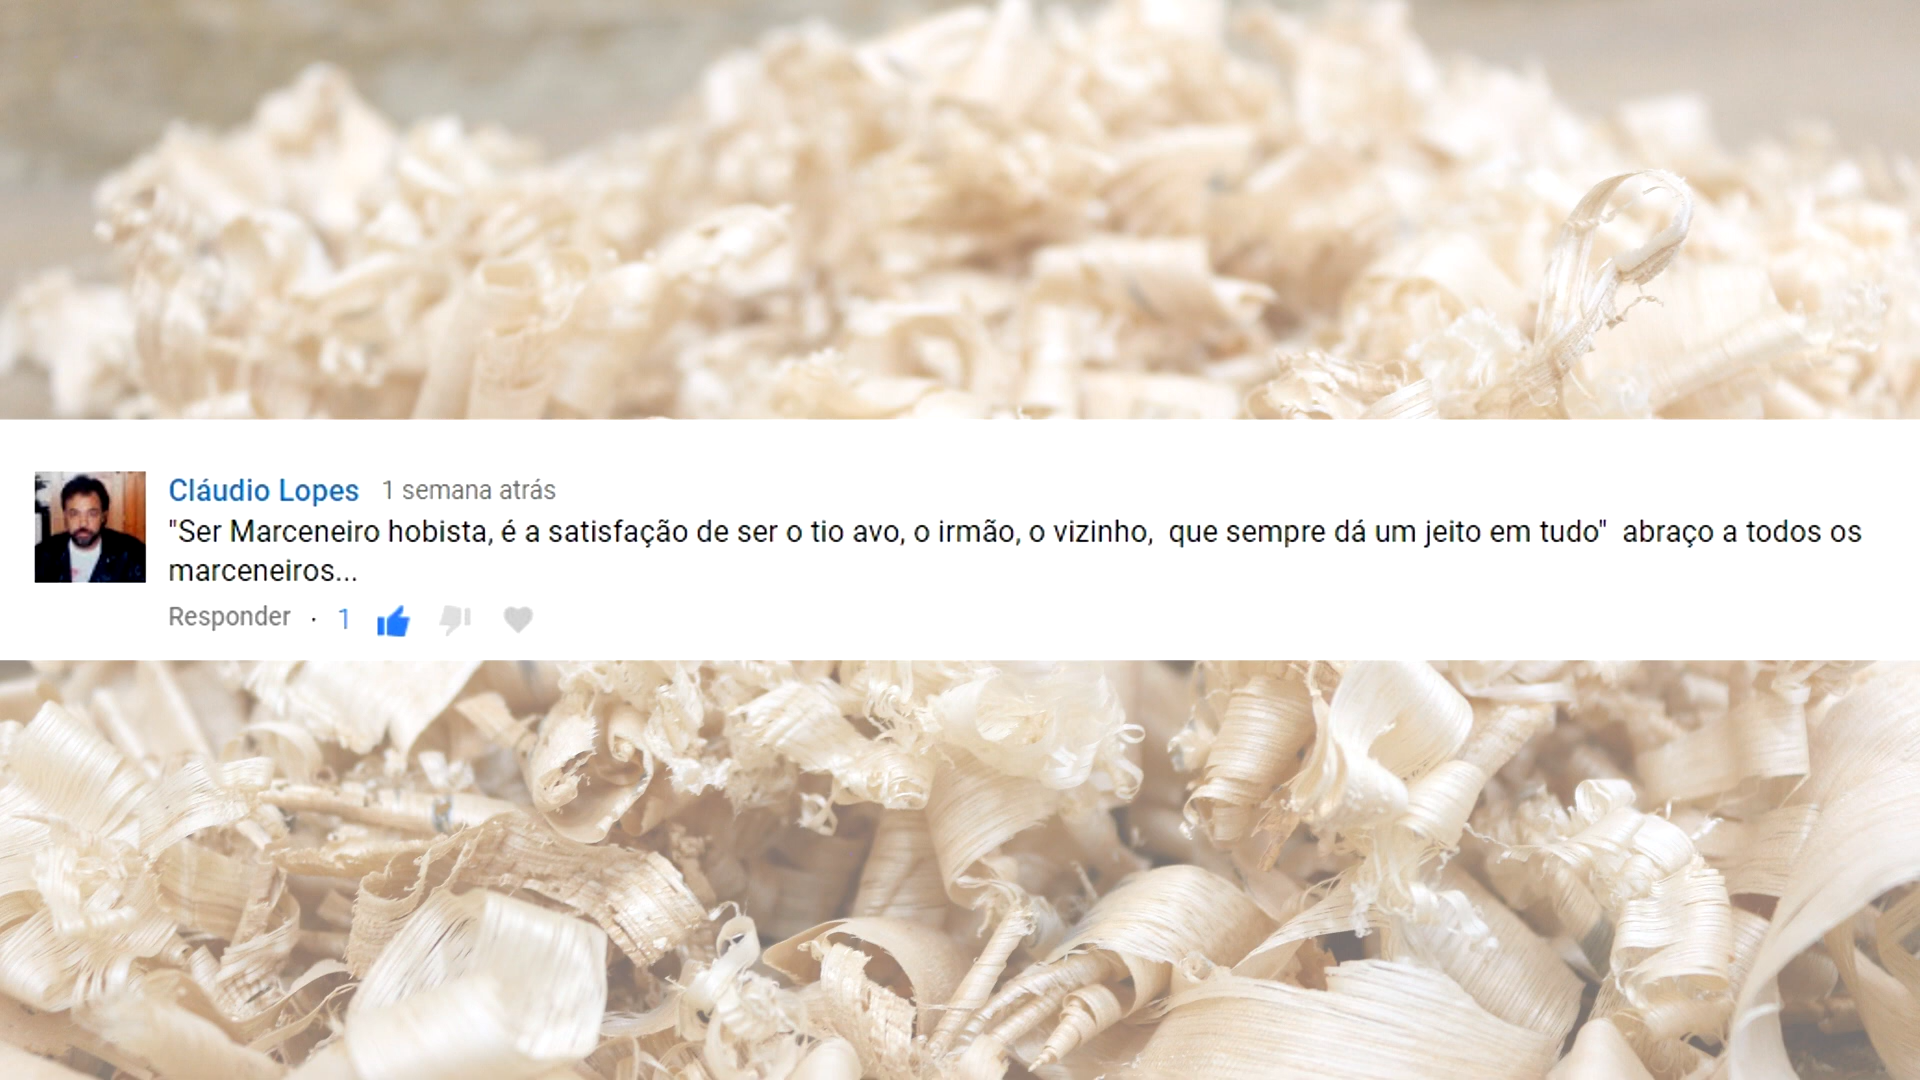 Cláudio Lopes 1 semana atrás
"Ser Marceneiro hobista, é a satisfação de ser o tio avo, o irmão, o vizinho,  que sempre dá um jeito em tudo"  abraço a todos os
marceneiros...
Responder · 1